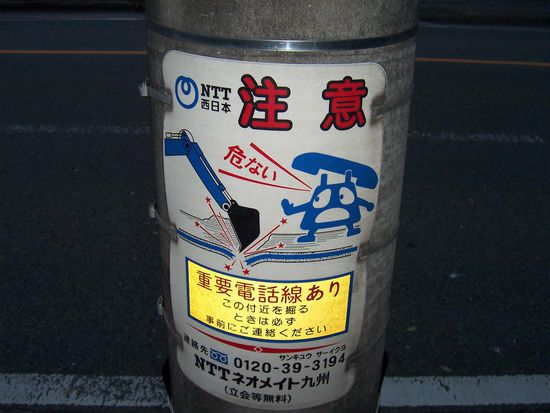 NTT
西日本
注意
危ない
重要電話線あり
この付近を掘る
ときは必ず
事前にご連絡ください
サンキュウ サーイクヨ
連絡先 0120-39-3194
NTTネオメイト九州
(立会等無料)